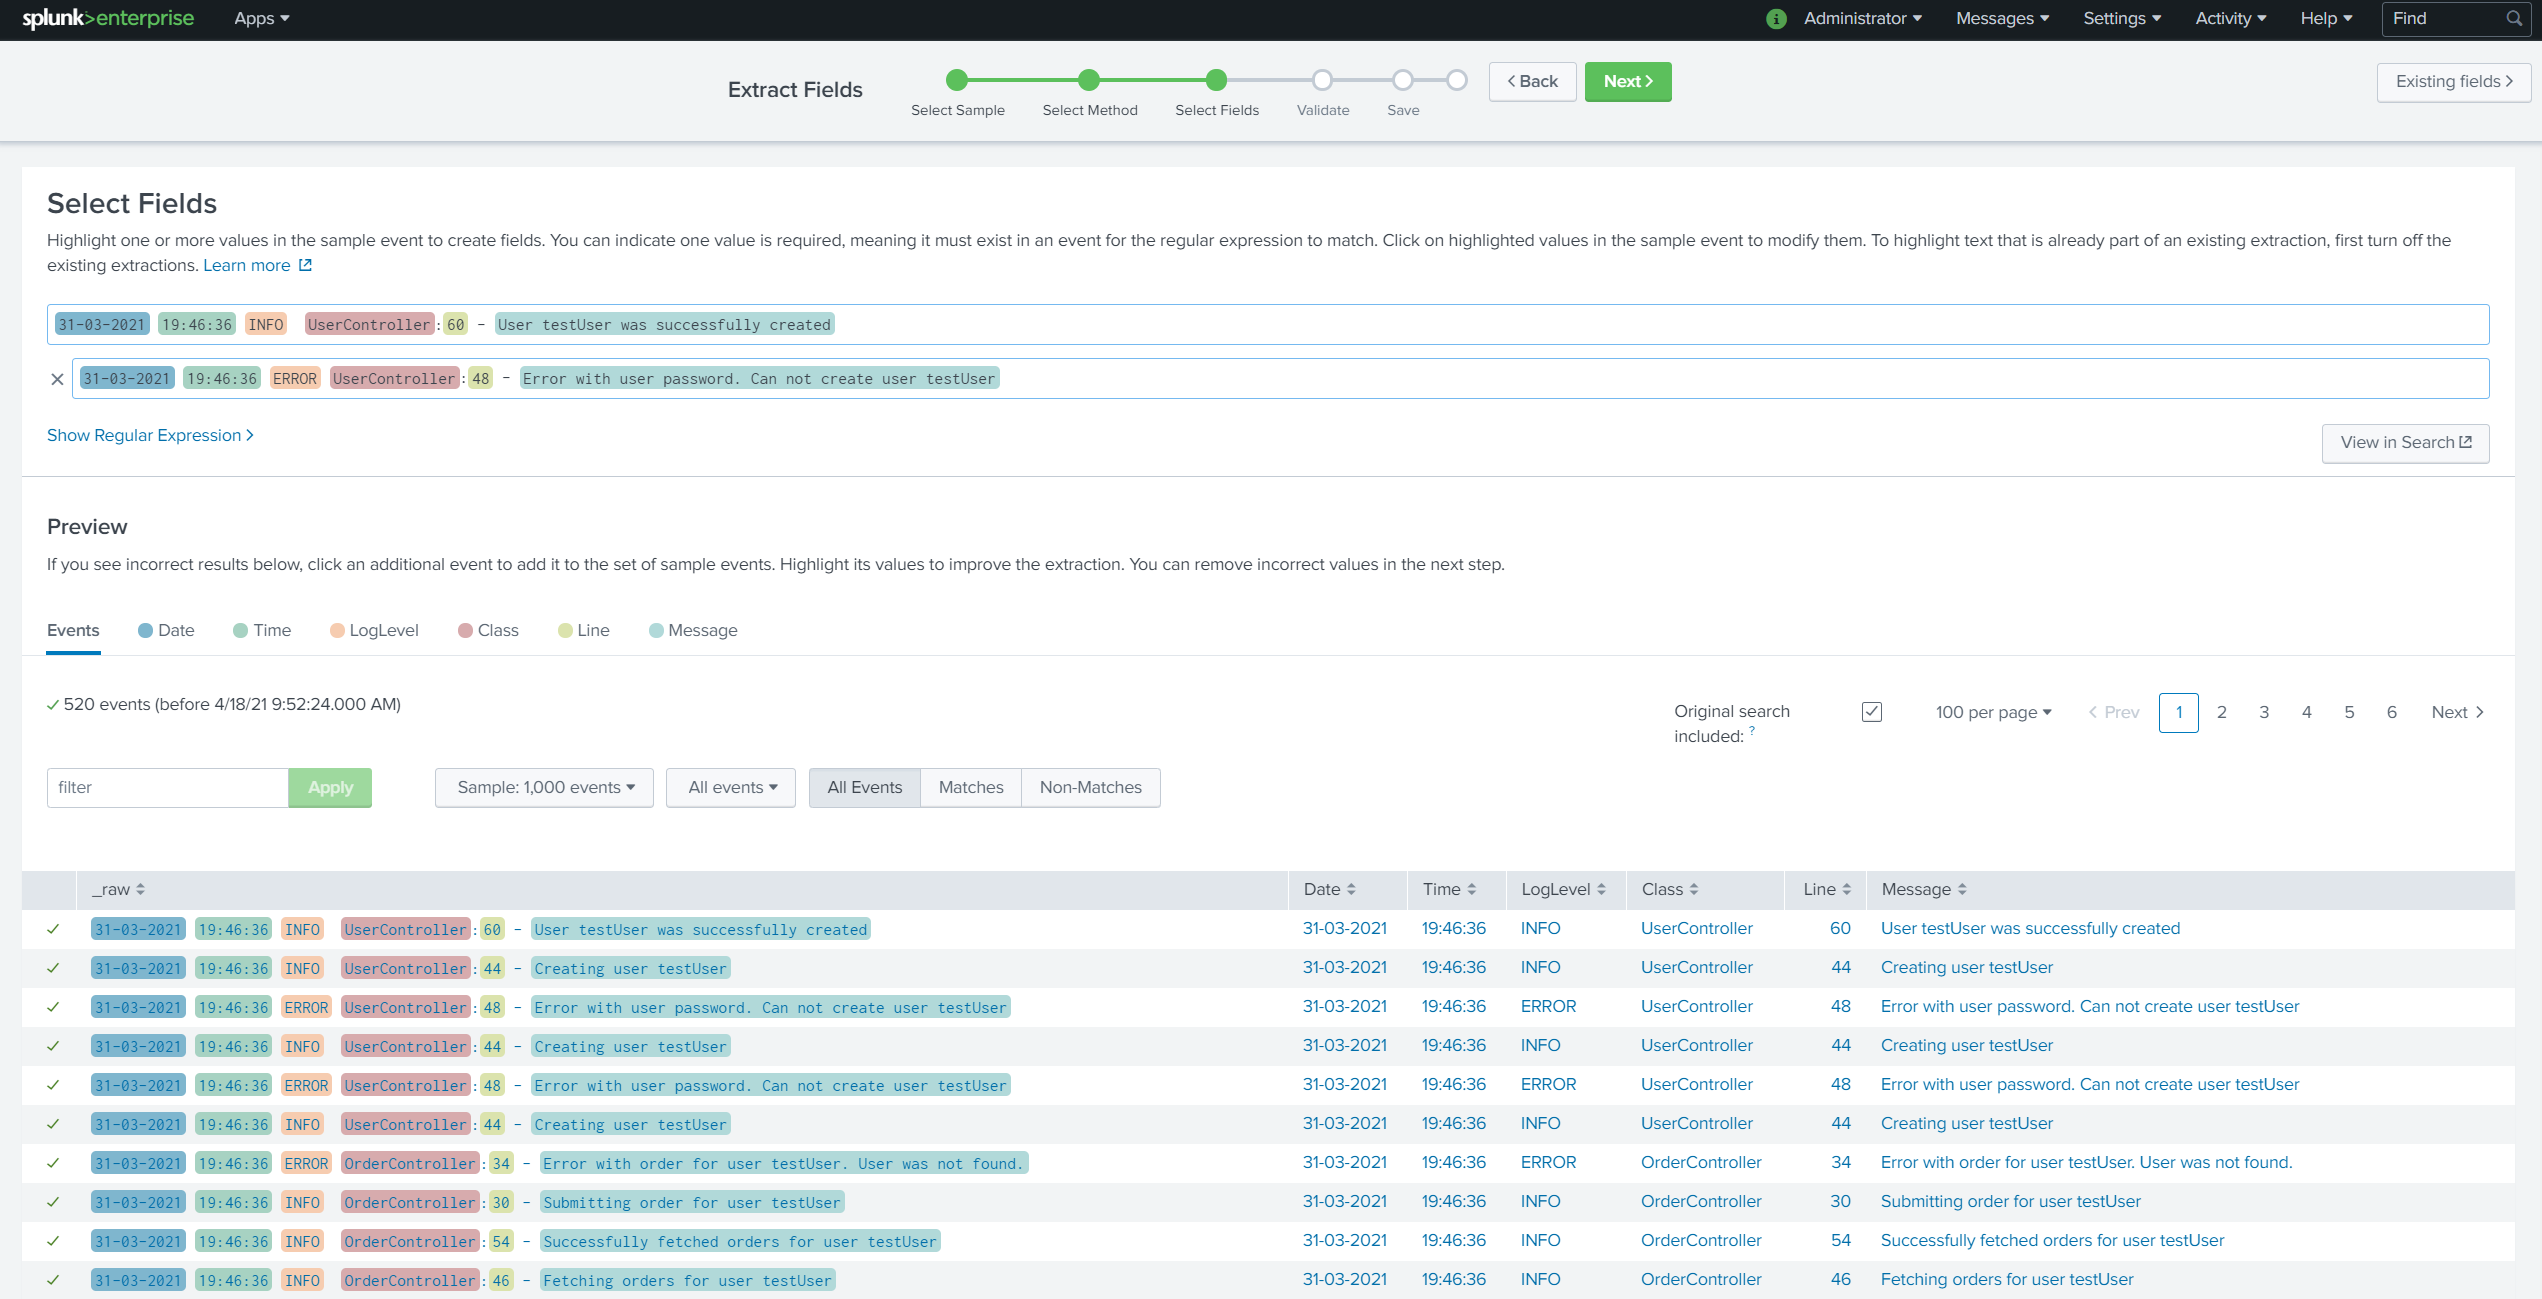 splunk>enterprise Apps Administrator Messages Settings Activity Help Find
Extract Fields
Select Sample Select Method Select Fields Validate Save
Back Next
Existing fields
Select Fields
Highlight one or more values in the sample event to create fields. You can indicate one value is required, meaning it must exist in an event for the regular expression to match. Click on highlighted values in the sample event to modify them. To highlight text that is already part of an existing extraction, first turn off the
existing extractions. Learn more
31-03-2021 19:46:36 INFO UserController:60 - User testUser was successfully created
31-03-2021 19:46:36 ERROR UserController:48 - Error with user password. Can not create user testUser
Show Regular Expression
View in Search
Preview
If you see incorrect results below, click an additional event to add it to the set of sample events. Highlight its values to improve the extraction. You can remove incorrect values in the next step.
Events Date Time LogLevel Class Line Message
520 events (before 4/18/21 9:52:24.000 AM)
Original search
included: ?
100 per page Prev 1 2 3 4 5 6 Next
filter Apply Sample: 1,000 events All events All Events Matches Non-Matches
_raw Date Time LogLevel Class Line Message
31-03-2021 19:46:36 INFO UserController:60 - User testUser was successfully created 31-03-2021 19:46:36 INFO UserController 60 User testUser was successfully created
31-03-2021 19:46:36 INFO UserController:44 - Creating user testUser 31-03-2021 19:46:36 INFO UserController 44 Creating user testUser
31-03-2021 19:46:36 ERROR UserController:48 - Error with user password. Can not create user testUser 31-03-2021 19:46:36 ERROR UserController 48 Error with user password. Can not create user testUser
31-03-2021 19:46:36 INFO UserController:44 - Creating user testUser 31-03-2021 19:46:36 INFO UserController 44 Creating user testUser
31-03-2021 19:46:36 ERROR UserController:48 - Error with user password. Can not create user testUser 31-03-2021 19:46:36 ERROR UserController 48 Error with user password. Can not create user testUser
31-03-2021 19:46:36 INFO UserController:44 - Creating user testUser 31-03-2021 19:46:36 INFO UserController 44 Creating user testUser
31-03-2021 19:46:36 ERROR OrderController:34 - Error with order for user testUser. User was not found. 31-03-2021 19:46:36 ERROR OrderController 34 Error with order for user testUser. User was not found.
31-03-2021 19:46:36 INFO OrderController:30 - Submitting order for user testUser 31-03-2021 19:46:36 INFO OrderController 30 Submitting order for user testUser
31-03-2021 19:46:36 INFO OrderController:54 - Successfully fetched orders for user testUser 31-03-2021 19:46:36 INFO OrderController 54 Successfully fetched orders for user testUser
31-03-2021 19:46:36 INFO OrderController:46 - Fetching orders for user testUser 31-03-2021 19:46:36 INFO OrderController 46 Fetching orders for user testUser